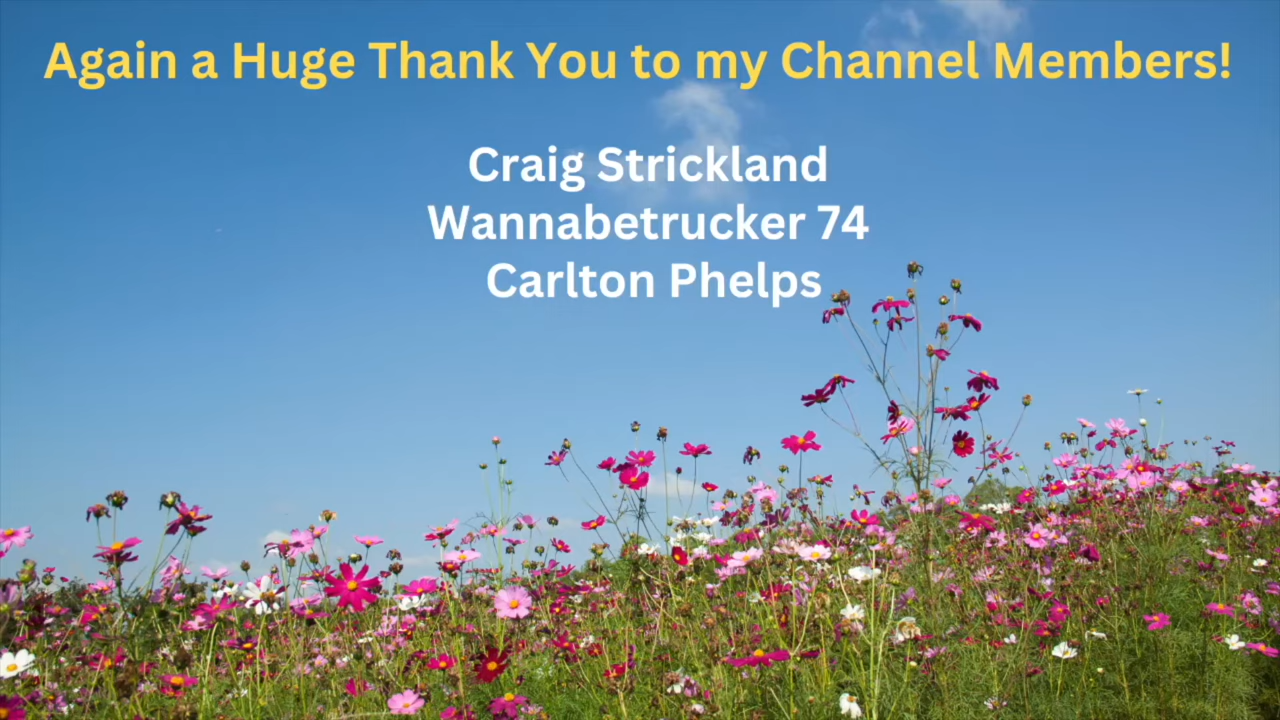 Again a Huge Thank You to my Channel Members!
Craig Strickland
Wannabetrucker 74
Carlton Phelps